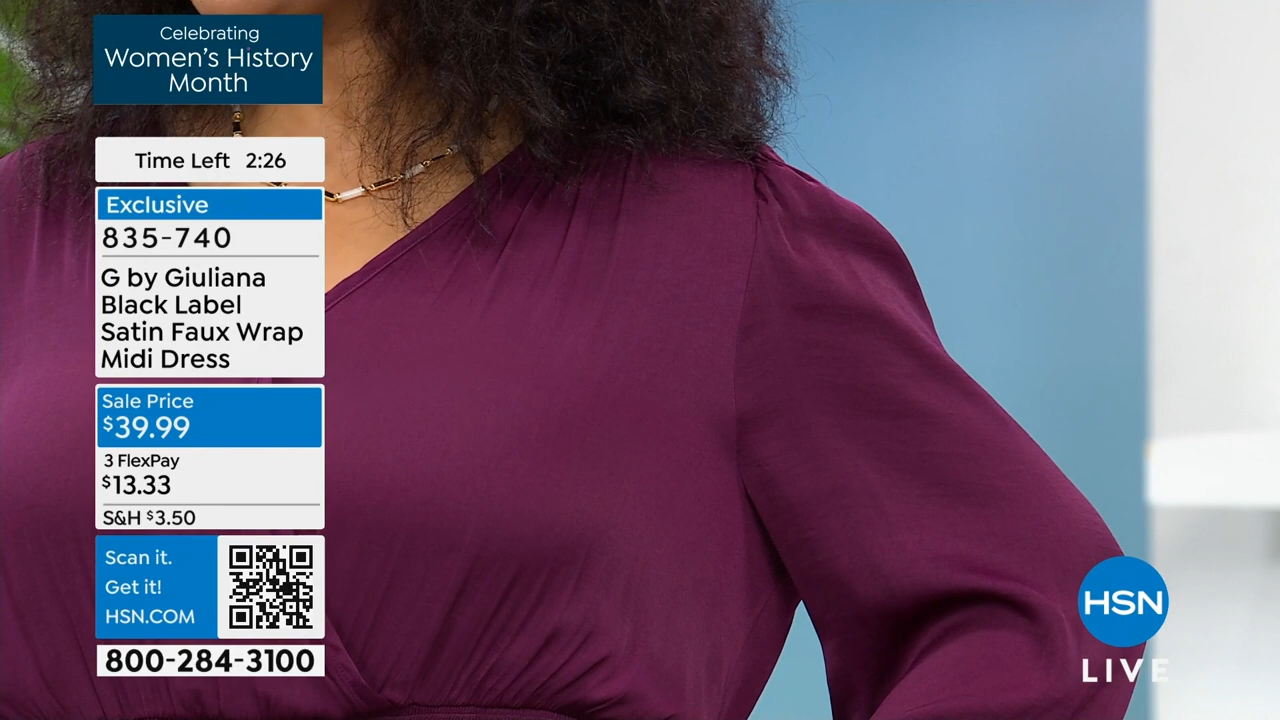 Celebrating
Women's History
Month
Time Left 2:26
Exclusive
835-740
G by Giuliana
Black Label
Satin Faux Wrap
Midi Dress
Sale Price
$39.99
3 FlexPay
$13.33
S&H $3.50
Scan it.
Get it!
HSN.COM
800-284-3100
HSN
LIVE